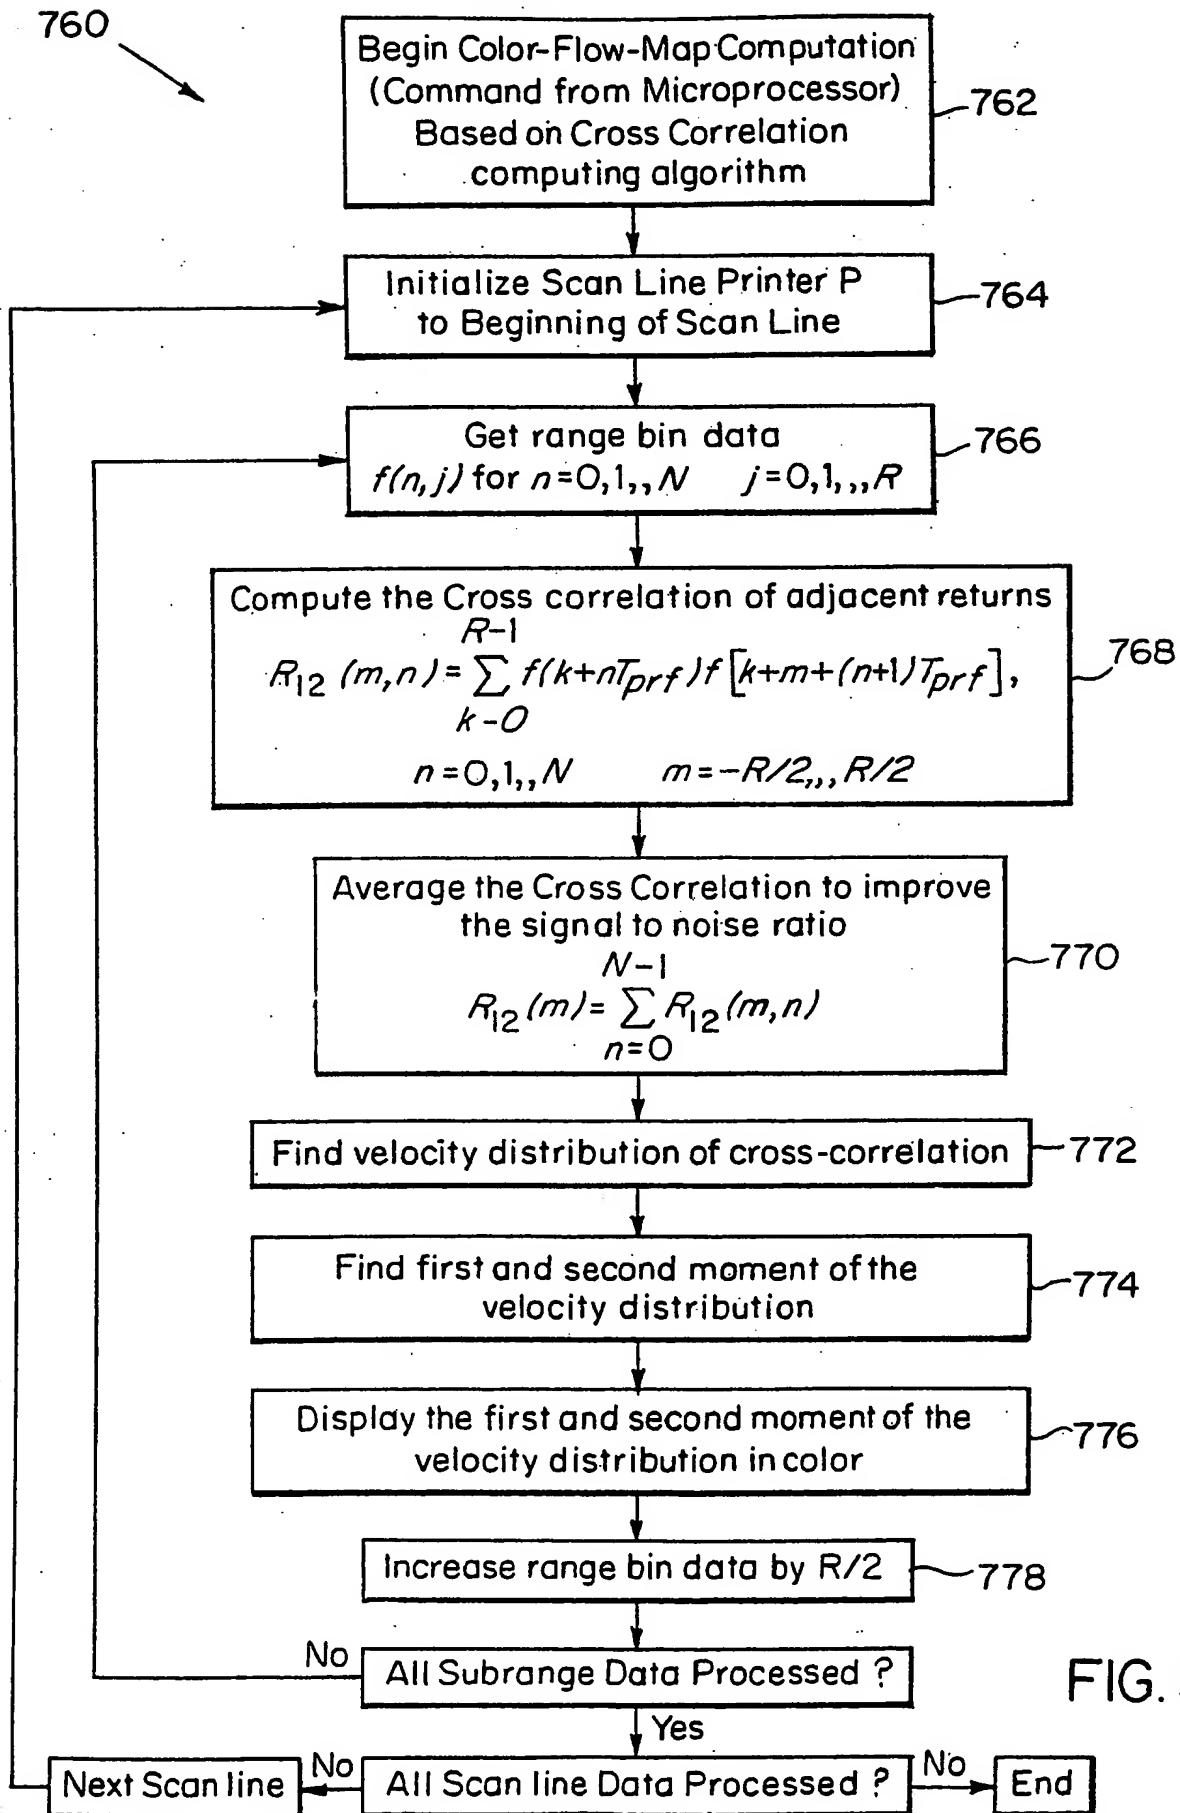 760
Begin Color-Flow-Map Computation
(Command from Microprocessor)
Based on Cross Correlation
computing algorithm
762
Initialize Scan Line Printer P
to Beginning of Scan Line
764
Get range bin data
f(n,j) for n=0,1,,N j=0,1,,,R
766
Compute the Cross correlation of adjacent returns
R-1
R12 (m,n)= ∑ f(k+nTprf)f [k+m+(n+1)Tprf],
k-0
n=0,1,,N m=-R/2,,,R/2
768
Average the Cross Correlation to improve
the signal to noise ratio
N-1
R12(m)= ∑ R12(m,n)
n=0
770
Find velocity distribution of cross-correlation
772
Find first and second moment of the
velocity distribution
774
Display the first and second moment of the
velocity distribution in color
776
Increase range bin data by R/2
778
No
All Subrange Data Processed ?
FIG.
Yes
Next Scan line
No
All Scan line Data Processed ?
No
End